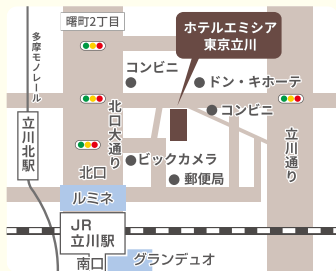 曙町2丁目
ホテルエミシア
東京立川
多摩モノレール
コンビニ
ドン・キホーテ
コンビニ
北口大通り
立川北駅
立川通り
ビックカメラ
北口
郵便局
ルミネ
JR
立川駅
南口
グランデュオ